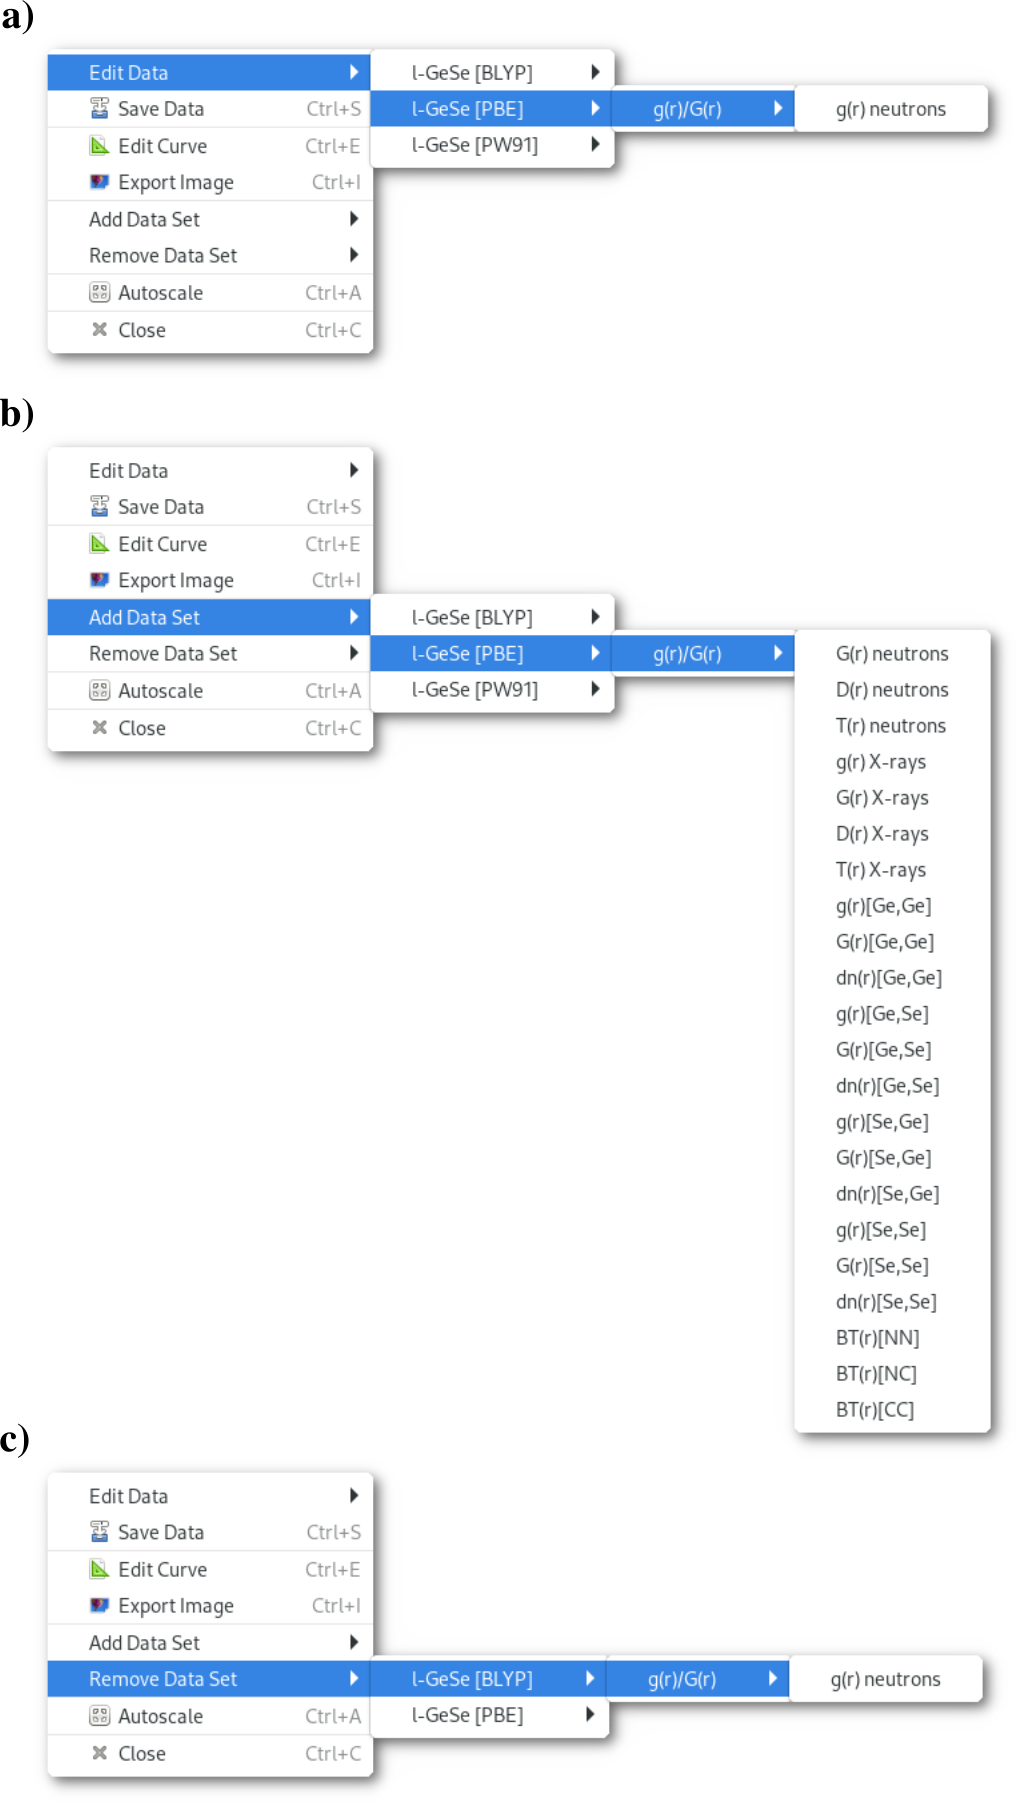 a)
Edit Data
l-GeSe [BLYP]
Save Data Ctrl+S
l-GeSe [PBE]
g(r)/G(r)
g(r) neutrons
Edit Curve Ctrl+E
l-GeSe [PW91]
Export Image Ctrl+I
Add Data Set
Remove Data Set
Autoscale Ctrl+A
Close Ctrl+C
b)
Edit Data
Save Data Ctrl+S
Edit Curve Ctrl+E
Export Image Ctrl+I
Add Data Set
l-GeSe [BLYP]
Remove Data Set
l-GeSe [PBE]
g(r)/G(r)
G(r) neutrons
Autoscale Ctrl+A
l-GeSe [PW91]
D(r) neutrons
Close Ctrl+C
T(r) neutrons
g(r) X-rays
G(r) X-rays
D(r) X-rays
T(r) X-rays
g(r)[Ge,Ge]
G(r)[Ge,Ge]
dn(r)[Ge,Ge]
g(r)[Ge,Se]
G(r)[Ge,Se]
dn(r)[Ge,Se]
g(r)[Se,Ge]
G(r)[Se,Ge]
dn(r)[Se,Ge]
g(r)[Se,Se]
G(r)[Se,Se]
dn(r)[Se,Se]
BT(r)[NN]
BT(r)[NC]
BT(r)[CC]
c)
Edit Data
Save Data Ctrl+S
Edit Curve Ctrl+E
Export Image Ctrl+I
Add Data Set
Remove Data Set
l-GeSe [BLYP]
g(r)/G(r)
g(r) neutrons
Autoscale Ctrl+A
l-GeSe [PBE]
Close Ctrl+C